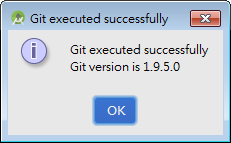 Git executed successfully
Git executed successfully
Git version is 1.9.5.0
OK